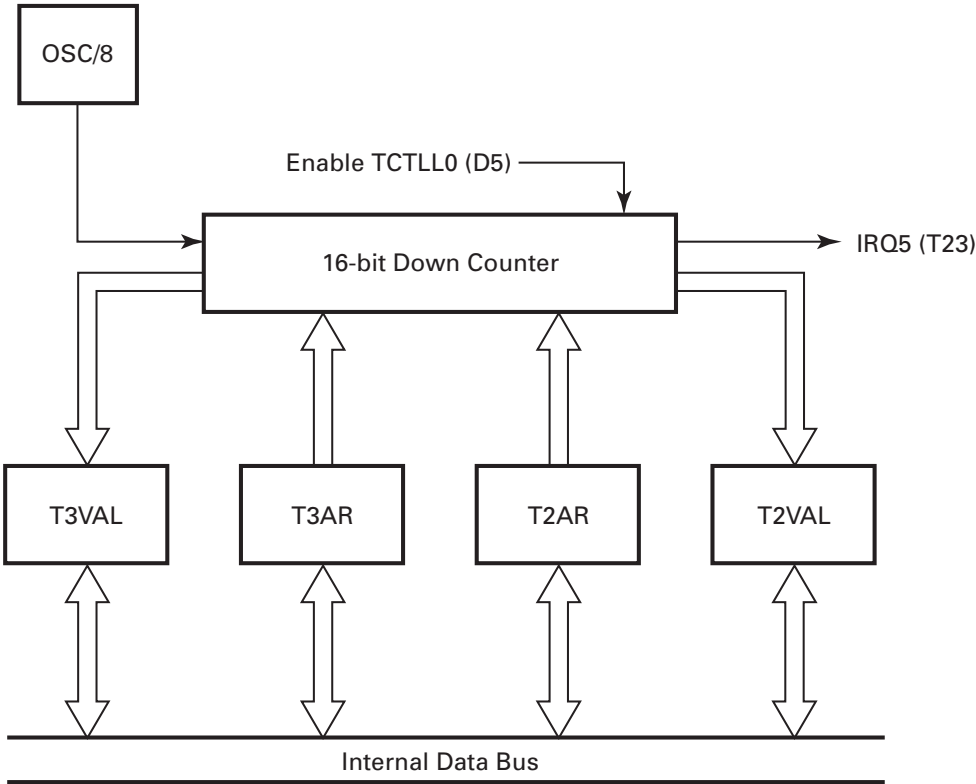 OSC/8
Enable TCTLL0 (D5)
16-bit Down Counter
IRQ5 (T23)
T3VAL
T3AR
T2AR
T2VAL
Internal Data Bus